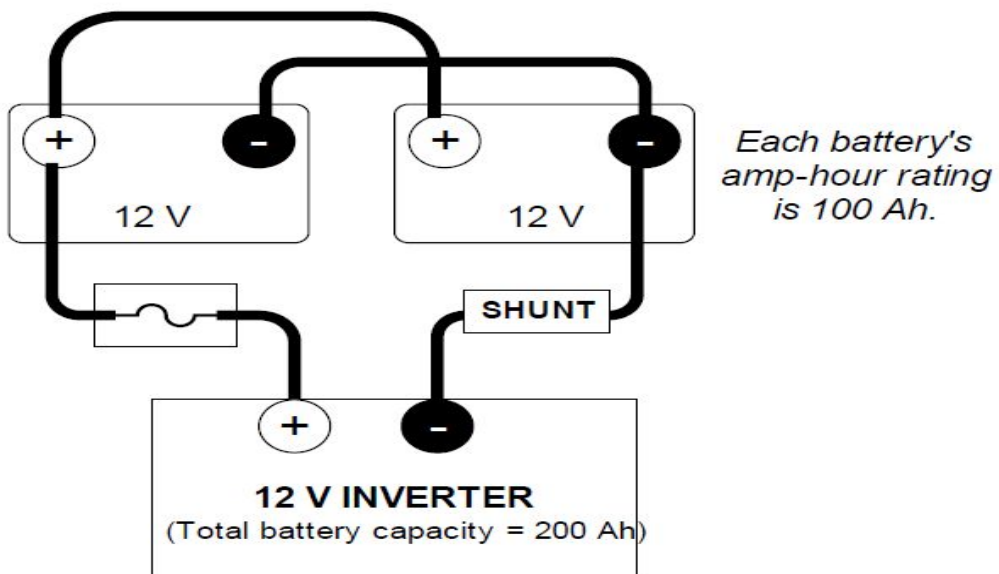 + - + -
Each battery's
amp-hour rating
is 100 Ah.
12 V 12 V
SHUNT
+ -
12 V INVERTER
(Total battery capacity = 200 Ah)